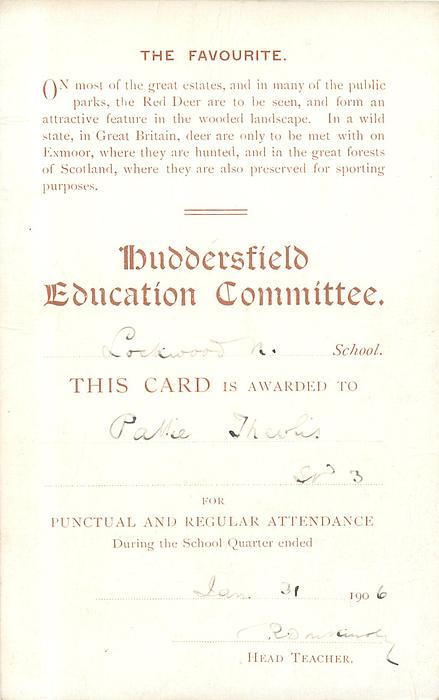 THE FAVOURITE.
ON most of the great estates, and in many of the public
parks, the Red Deer are to be seen, and form an
attractive feature in the wooded landscape. In a wild
state, in Great Britain, deer are only to be met with on
Exmoor, where they are hunted, and in the great forests
of Scotland, where they are also preserved for sporting
purposes.
Huddersfield
Education Committee.
Lockwood N. School.
THIS CARD IS AWARDED TO
Pattie
3
FOR
PUNCTUAL AND REGULAR ATTENDANCE
During the School Quarter ended
Jan. 31 1906
HEAD TEACHER.